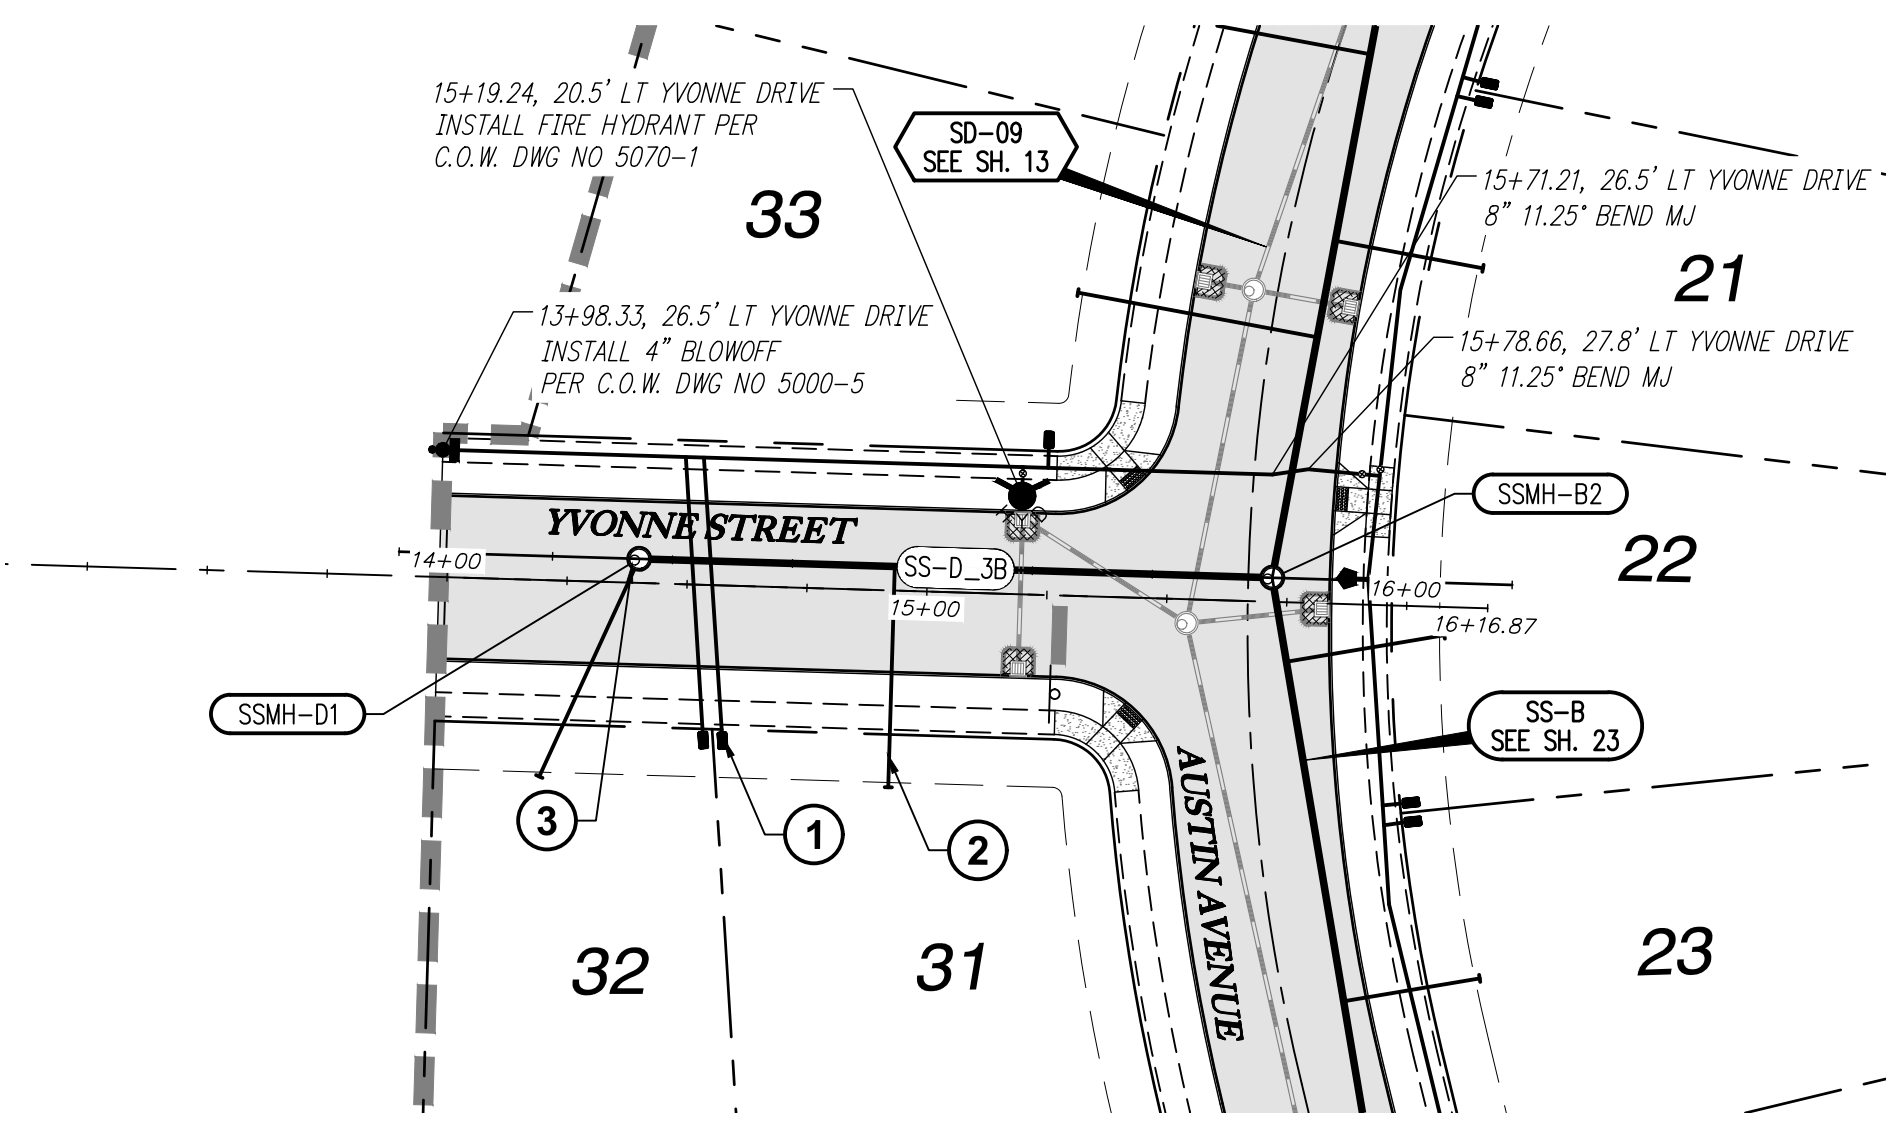 15+19.24, 20.5' LT YVONNE DRIVE
INSTALL FIRE HYDRANT PER
C.O.W. DWG NO 5070-1
SD-09
SEE SH. 13
33
15+71.21, 26.5' LT YVONNE DRIVE
8" 11.25° BEND MJ
21
13+98.33, 26.5' LT YVONNE DRIVE
INSTALL 4" BLOWOFF
PER C.O.W. DWG NO 5000-5
15+78.66, 27.8' LT YVONNE DRIVE
8" 11.25° BEND MJ
SSMH-B2
YVONNE STREET
14+00
SS-D_3B
15+00
16+00
16+16.87
22
SSMH-D1
SS-B
SEE SH. 23
3
1
2
AUSTIN AVENUE
32
31
23